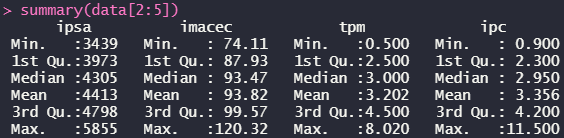 > summary(data[2:5])
ipsa imacec tpm ipc
Min. :3439 Min. : 74.11 Min. :0.500 Min. : 0.900
1st Qu.:3973 1st Qu.: 87.93 1st Qu.:2.500 1st Qu.: 2.300
Median :4305 Median : 93.47 Median :3.000 Median : 2.950
Mean :4413 Mean : 93.82 Mean :3.202 Mean : 3.356
3rd Qu.:4798 3rd Qu.: 99.57 3rd Qu.:4.500 3rd Qu.: 4.200
Max. :5855 Max. :120.32 Max. :8.020 Max. :11.500